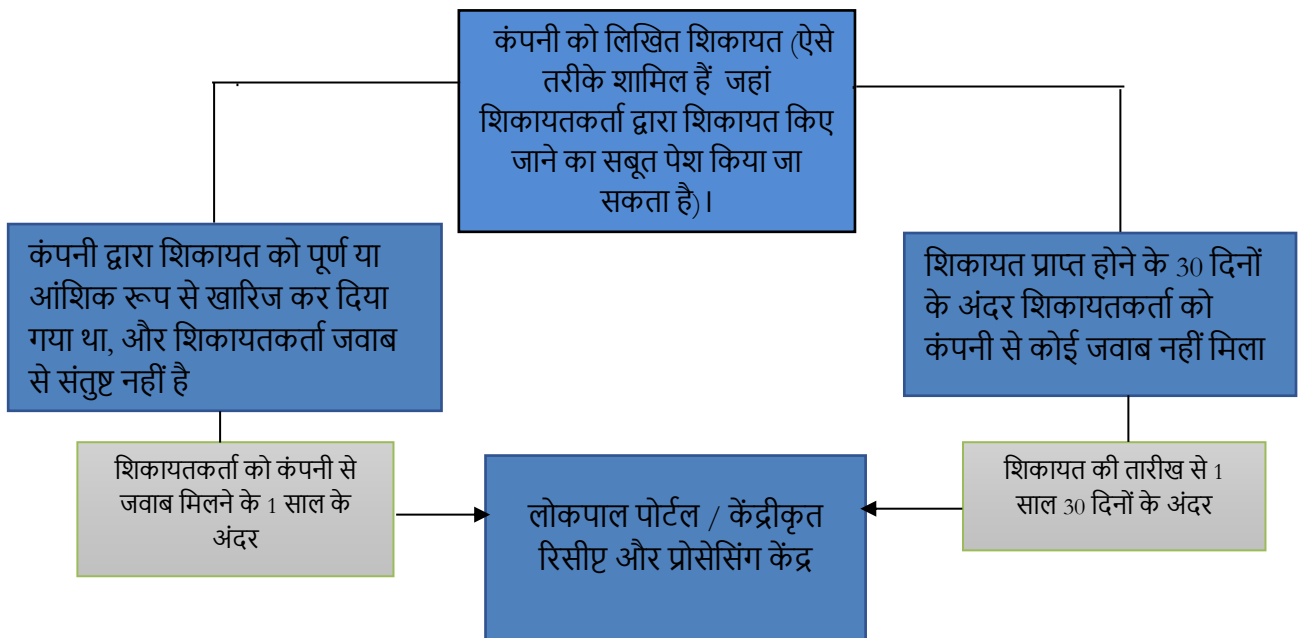 कंपनी को लिखित शिकायत (ऐसे
तरीके शामिल हैं जहां
शिकायतकर्ता द्वारा शिकायत किए
जाने का सबूत पेश किया जा
सकता है)।
कंपनी द्वारा शिकायत को पूर्ण या
आंशिक रूप से खारिज कर दिया
गया था, और शिकायतकर्ता जवाब
से संतुष्ट नहीं है
शिकायत प्राप्त होने के 30 दिनों
के अंदर शिकायतकर्ता को
कंपनी से कोई जवाब नहीं मिला
शिकायतकर्ता को कंपनी से
जवाब मिलने के 1 साल के
अंदर
शिकायत की तारीख से 1
साल 30 दिनों के अंदर
लोकपाल पोर्टल / केंद्रीकृत
रिसीप्ट और प्रोसेसिंग केंद्र